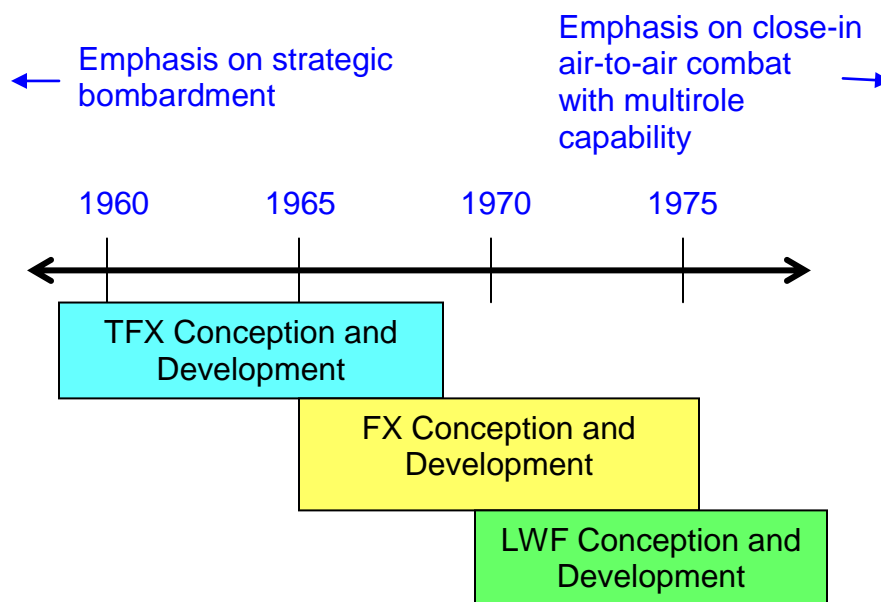 Emphasis on strategic
bombardment
Emphasis on close-in
air-to-air combat
with multirole
capability
1960
1965
1970
1975
TFX Conception and
Development
FX Conception and
Development
LWF Conception and
Development